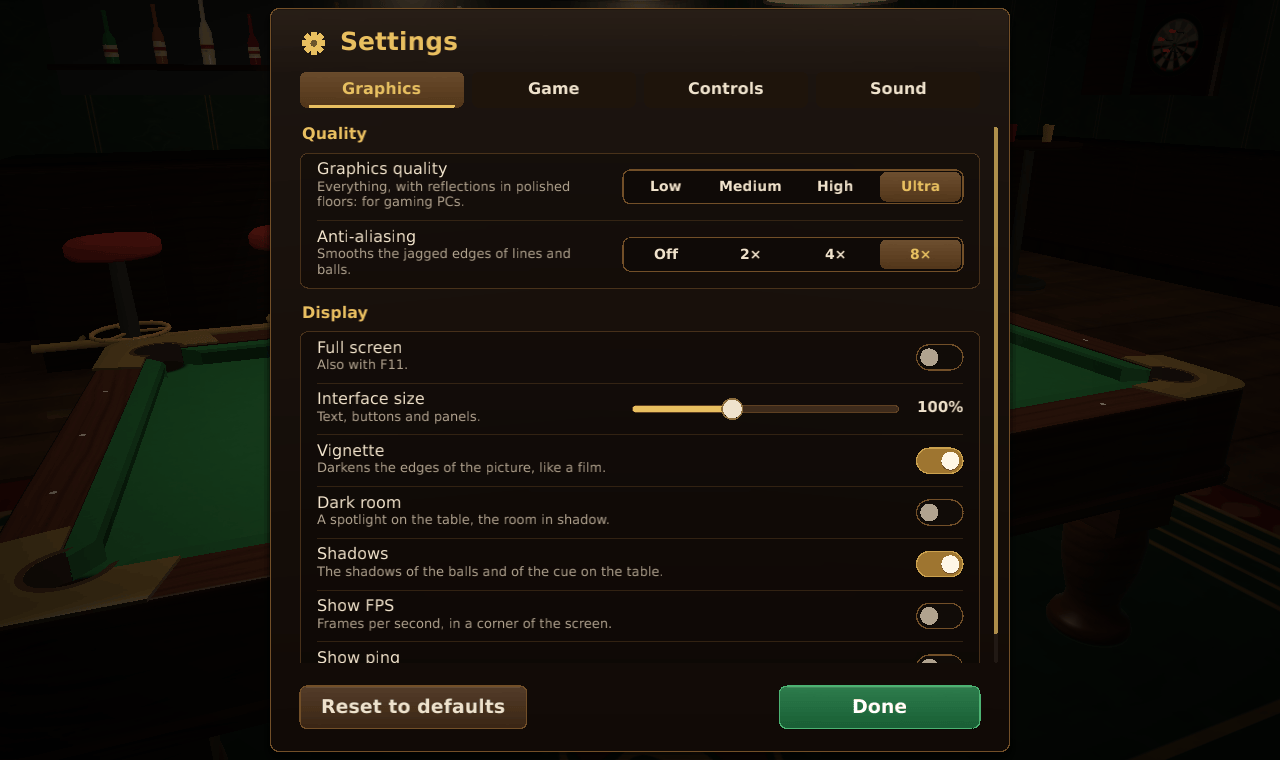 Settings
Graphics
Game
Controls
Sound
Quality
Graphics quality
Everything, with reflections in polished
floors: for gaming PCs.
Low
Medium
High
Ultra
Anti-aliasing
Smooths the jagged edges of lines and
balls.
Off
2×
4×
8×
Display
Full screen
Also with F11.
Interface size
Text, buttons and panels.
100%
Vignette
Darkens the edges of the picture, like a film.
Dark room
A spotlight on the table, the room in shadow.
Shadows
The shadows of the balls and of the cue on the table.
Show FPS
Frames per second, in a corner of the screen.
Show ping
Reset to defaults
Done